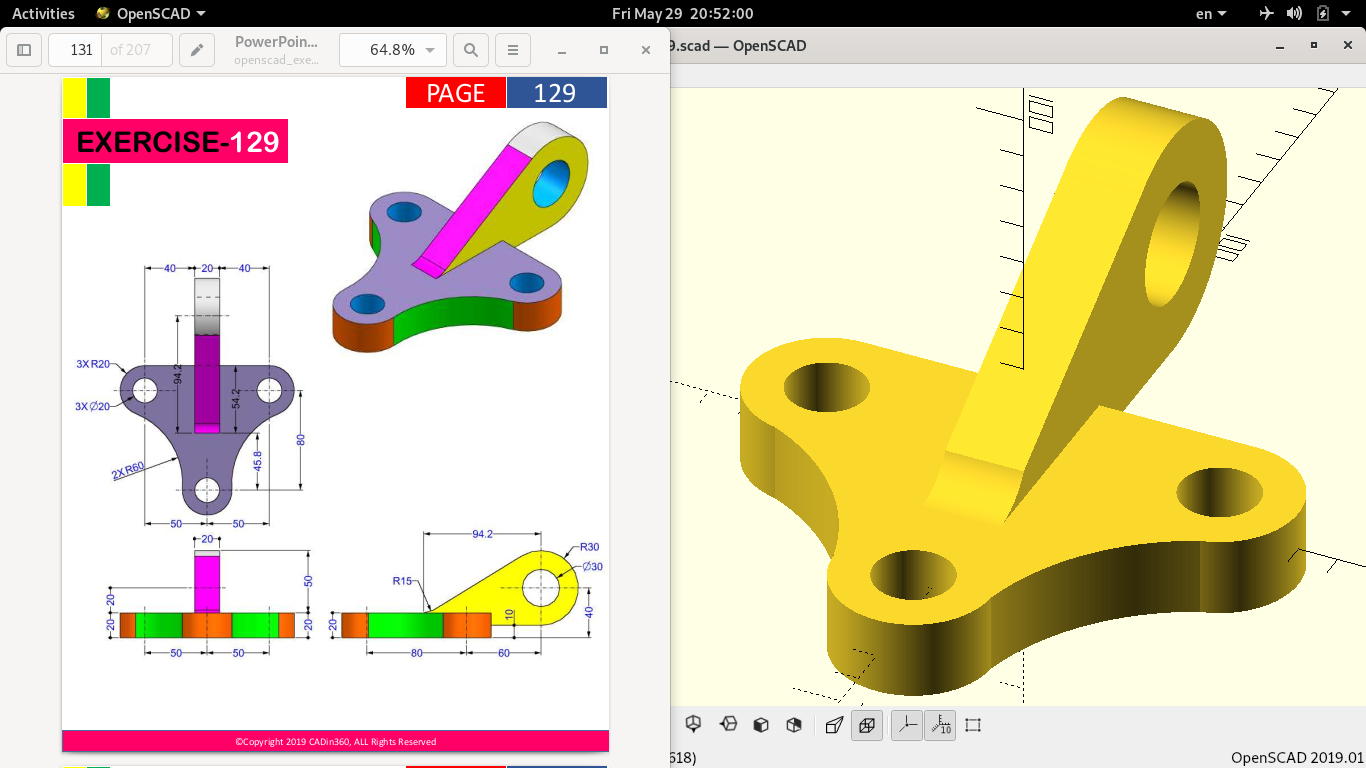 Activities OpenSCAD Fri May 29 20:52:00 en
131 of 207 PowerPoin… 64.8%
openscad_exe…
9.scad — OpenSCAD
PAGE 129
EXERCISE-129
40 20 40
3X R20
3X Ø20
94.2
54.2
80
45.8
2X R60
50 50
20
50
20
20
20
50 50
94.2
R30
Ø30
R15
10
40
20
80 60
©Copyright 2019 CADin360, ALL Rights Reserved
10
618)
OpenSCAD 2019.01